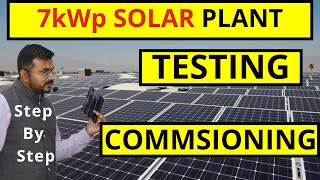 7kWp SOLAR PLANT
TESTING
Step
By
Step
COMMSIONING